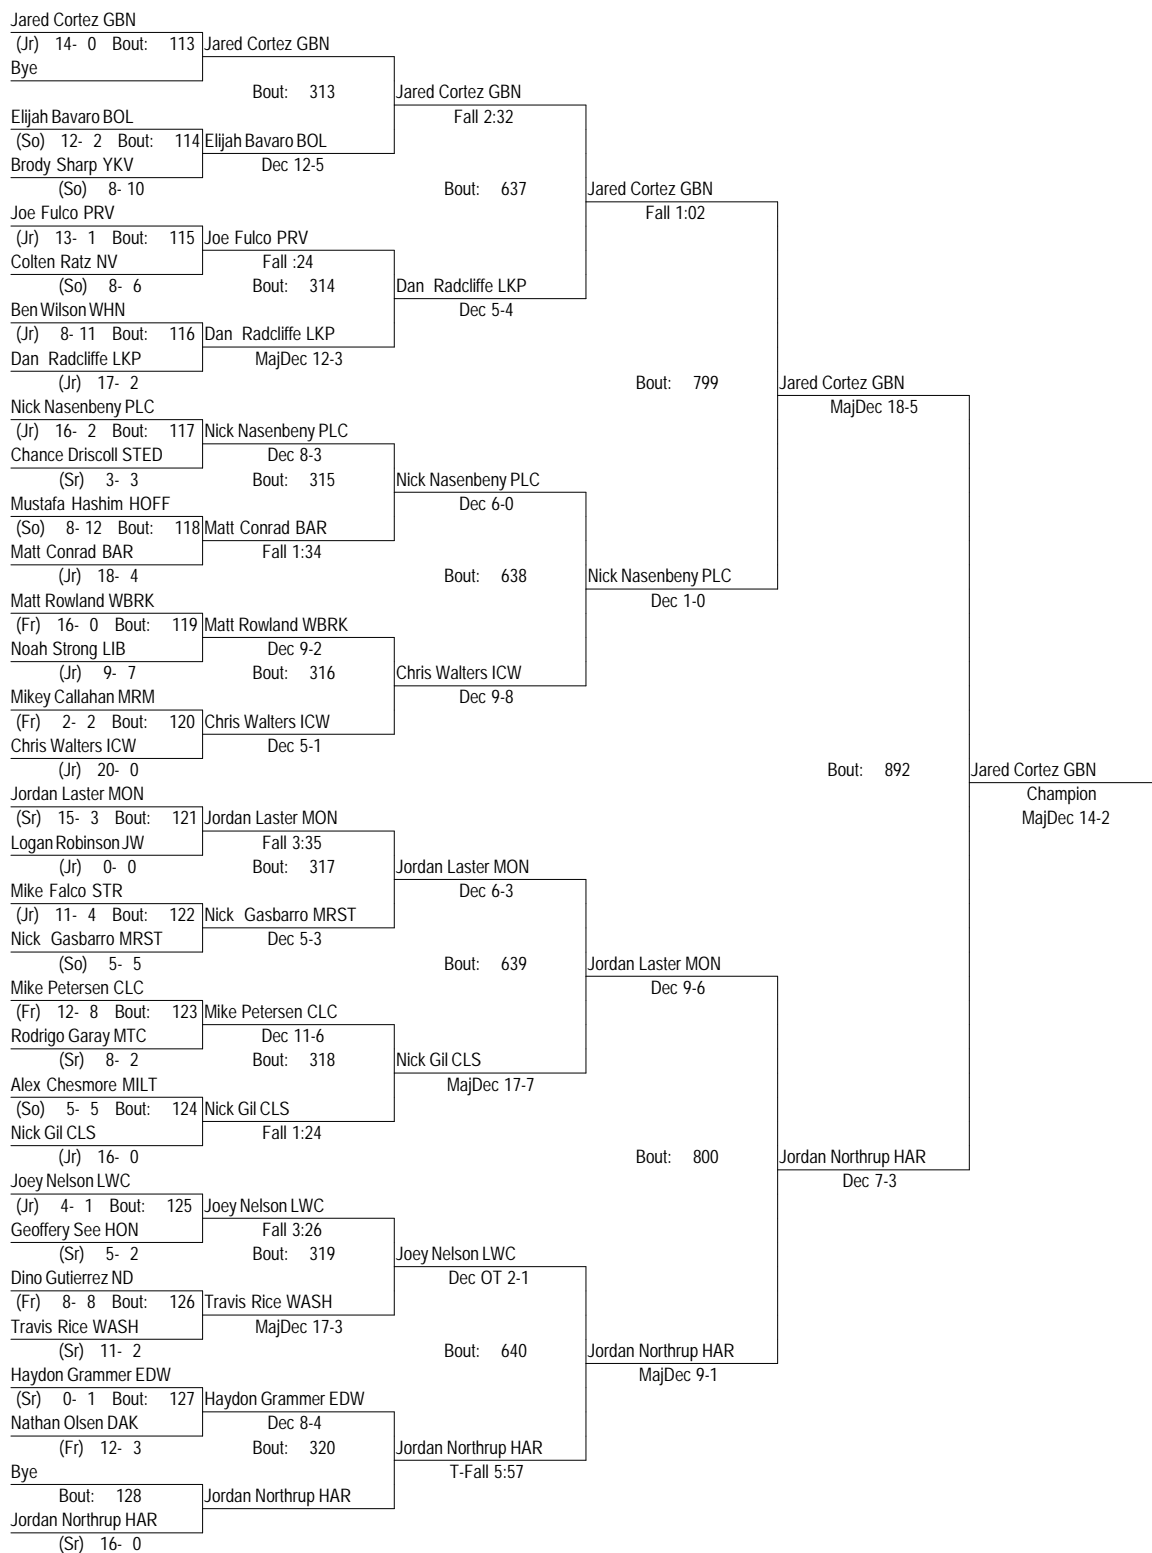 Jared Cortez GBN
(Jr) 14- 0 Bout: 113 Jared Cortez GBN
Bye
Bout: 313 Jared Cortez GBN
Elijah Bavaro BOL Fall 2:32
(So) 12- 2 Bout: 114 Elijah Bavaro BOL
Brody Sharp YKV Dec 12-5
(So) 8- 10 Bout: 637 Jared Cortez GBN
Joe Fulco PRV Fall 1:02
(Jr) 13- 1 Bout: 115 Joe Fulco PRV
Colten Ratz NV Fall :24
(So) 8- 6 Bout: 314 Dan Radcliffe LKP
Ben Wilson WHN Dec 5-4
(Jr) 8- 11 Bout: 116 Dan Radcliffe LKP
Dan Radcliffe LKP MajDec 12-3
(Jr) 17- 2 Bout: 799 Jared Cortez GBN
Nick Nasenbeny PLC MajDec 18-5
(Jr) 16- 2 Bout: 117 Nick Nasenbeny PLC
Chance Driscoll STED Dec 8-3
(Sr) 3- 3 Bout: 315 Nick Nasenbeny PLC
Mustafa Hashim HOFF Dec 6-0
(So) 8- 12 Bout: 118 Matt Conrad BAR
Matt Conrad BAR Fall 1:34
(Jr) 18- 4 Bout: 638 Nick Nasenbeny PLC
Matt Rowland WBRK Dec 1-0
(Fr) 16- 0 Bout: 119 Matt Rowland WBRK
Noah Strong LIB Dec 9-2
(Jr) 9- 7 Bout: 316 Chris Walters ICW
Mikey Callahan MRM Dec 9-8
(Fr) 2- 2 Bout: 120 Chris Walters ICW
Chris Walters ICW Dec 5-1
(Jr) 20- 0 Bout: 892 Jared Cortez GBN
Jordan Laster MON Champion
(Sr) 15- 3 Bout: 121 Jordan Laster MON MajDec 14-2
Logan Robinson JW Fall 3:35
(Jr) 0- 0 Bout: 317 Jordan Laster MON
Mike Falco STR Dec 6-3
(Jr) 11- 4 Bout: 122 Nick Gasbarro MRST
Nick Gasbarro MRST Dec 5-3
(So) 5- 5 Bout: 639 Jordan Laster MON
Mike Petersen CLC Dec 9-6
(Fr) 12- 8 Bout: 123 Mike Petersen CLC
Rodrigo Garay MTC Dec 11-6
(Sr) 8- 2 Bout: 318 Nick Gil CLS
Alex Chesmore MILT MajDec 17-7
(So) 5- 5 Bout: 124 Nick Gil CLS
Nick Gil CLS Fall 1:24
(Jr) 16- 0 Bout: 800 Jordan Northrup HAR
Joey Nelson LWC Dec 7-3
(Jr) 4- 1 Bout: 125 Joey Nelson LWC
Geoffery See HON Fall 3:26
(Sr) 5- 2 Bout: 319 Joey Nelson LWC
Dino Gutierrez ND Dec OT 2-1
(Fr) 8- 8 Bout: 126 Travis Rice WASH
Travis Rice WASH MajDec 17-3
(Sr) 11- 2 Bout: 640 Jordan Northrup HAR
Haydon Grammer EDW MajDec 9-1
(Sr) 0- 1 Bout: 127 Haydon Grammer EDW
Nathan Olsen DAK Dec 8-4
(Fr) 12- 3 Bout: 320 Jordan Northrup HAR
Bye T-Fall 5:57
Bout: 128 Jordan Northrup HAR
Jordan Northrup HAR
(Sr) 16- 0